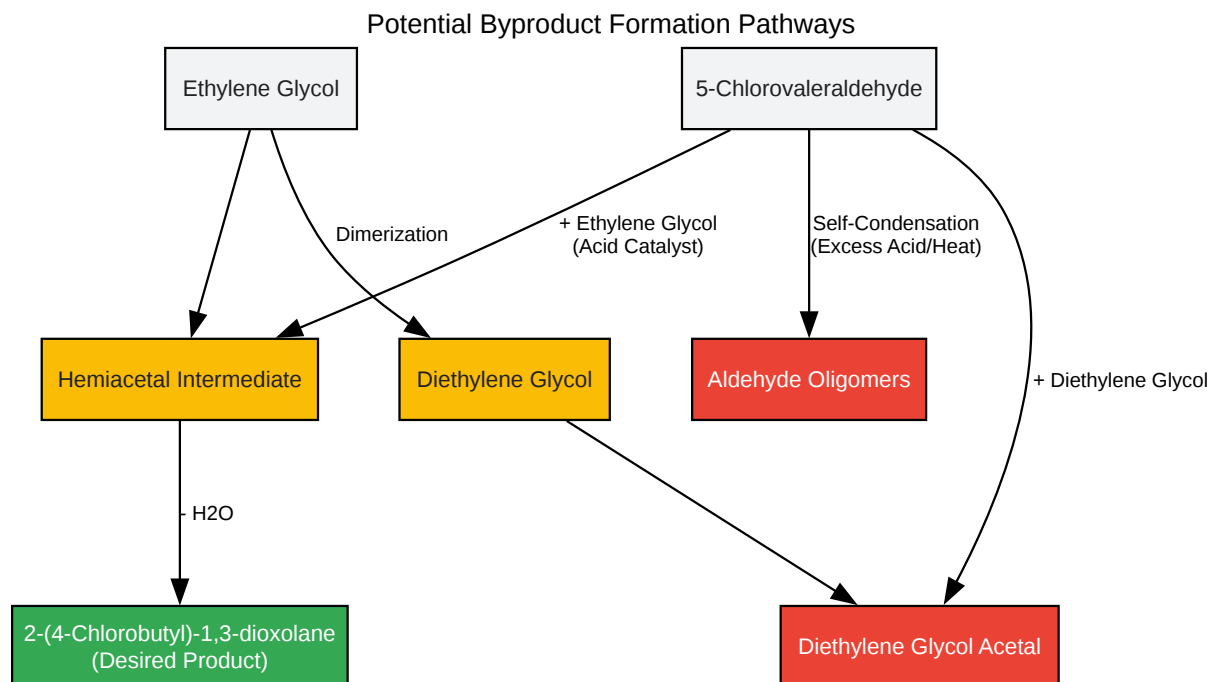 Potential Byproduct Formation Pathways
Ethylene Glycol
5-Chlorovaleraldehyde
Dimerization
+ Ethylene Glycol
(Acid Catalyst)
Self-Condensation
(Excess Acid/Heat)
+ Diethylene Glycol
Hemiacetal Intermediate
Diethylene Glycol
Aldehyde Oligomers
- H2O
2-(4-Chlorobutyl)-1,3-dioxolane
(Desired Product)
Diethylene Glycol Acetal